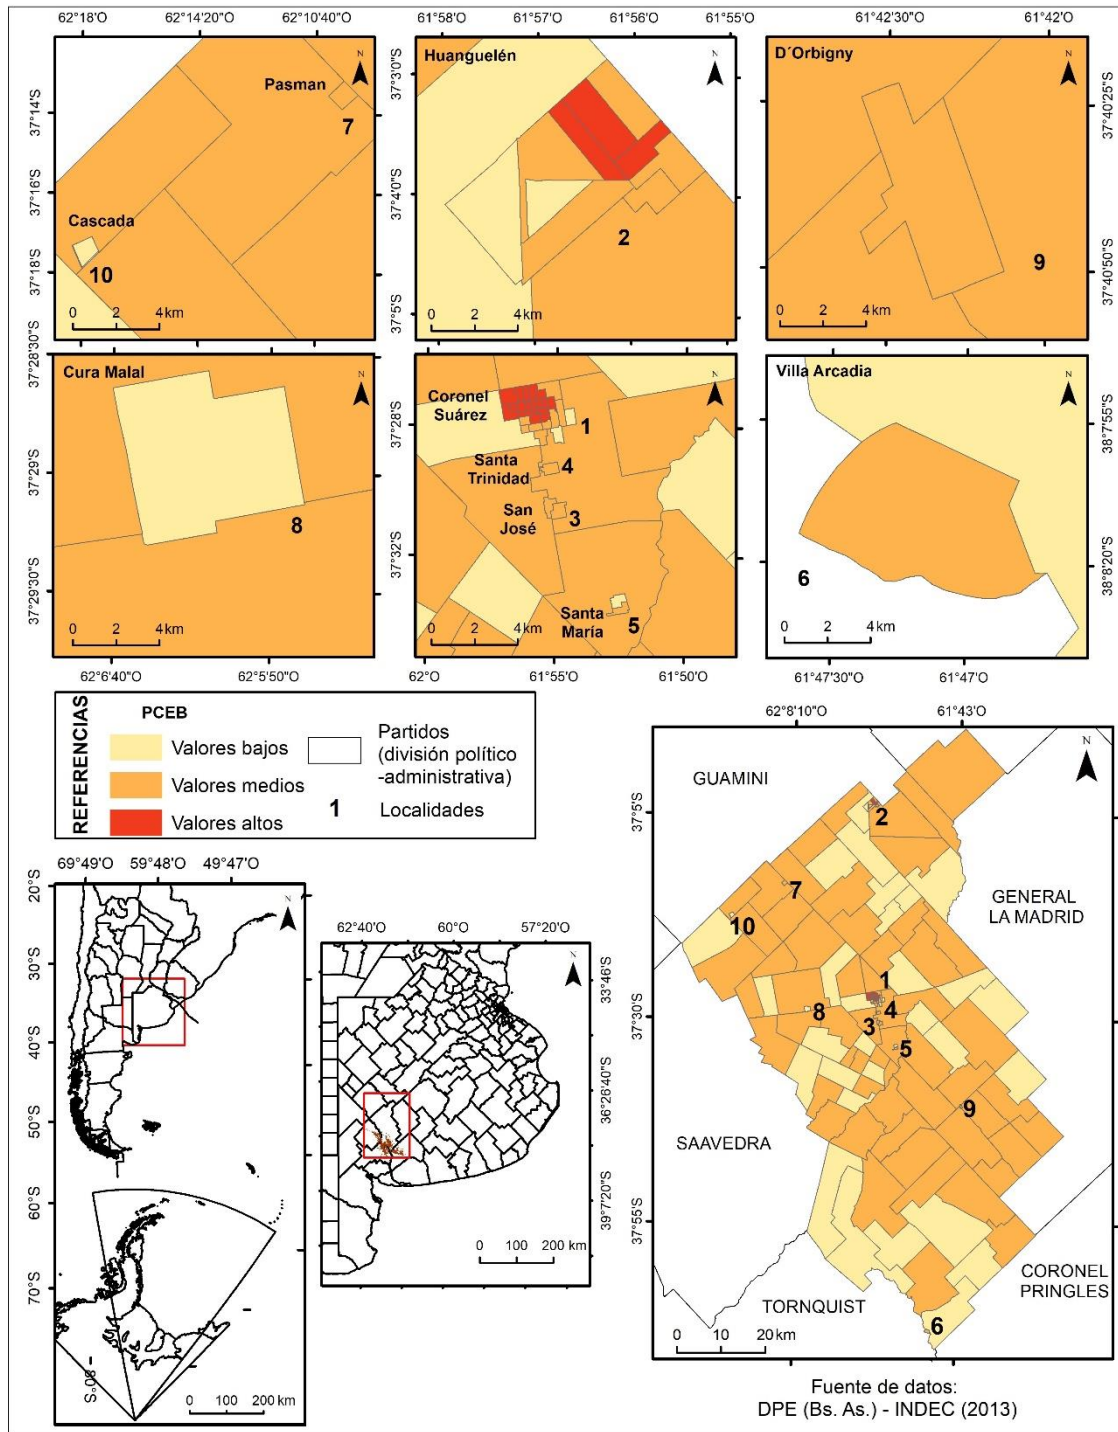 62°18'O
62°14'20"O
62°10'40"O
61°58'O
61°57'O
61°56'O
61°55'O
61°42'30"O
61°42'O
Pasman
7
Cascada
10
N
37°14'S
37°16'S
37°18'S
0 2 4 km
Huanguelén
2
N
37°3'S
37°4'S
37°5'S
0 2 4 km
D´Orbigny
9
N
37°40'25"S
37°40'50"S
0 2 4 km
Cura Malal
8
N
37°28'30"S
37°29'S
37°29'30"S
0 2 4 km
62°6'40"O
62°5'50"O
Coronel
Suárez
1
Santa
Trinidad
4
San
José
3
Santa
María
5
N
37°28'S
37°32'S
0 2 4 km
62°O
61°55'O
61°50'O
Villa Arcadia
6
N
38°7'55"S
38°8'20"S
0 2 4 km
61°47'30"O
61°47'O
REFERENCIAS
PCEB
Valores bajos
Valores medios
Valores altos
Partidos
(división político
-administrativa)
1 Localidades
69°49'O 59°48'O 49°47'O
N
20°S
30°S
40°S
50°S
60°S
70°S
80°S
0 100 200 km
62°40'O 60°O 57°20'O
N
33°46'S
36°26'40"S
39°7'20"S
0 100 200 km
62°8'10"O
61°43'O
N
37°5'S
37°30'S
37°55'S
GUAMINI
GENERAL
LA MADRID
SAAVEDRA
TORNQUIST
CORONEL
PRINGLES
2
7
10
1
8
4
3
5
9
6
0 10 20 km
Fuente de datos:
DPE (Bs. As.) - INDEC (2013)